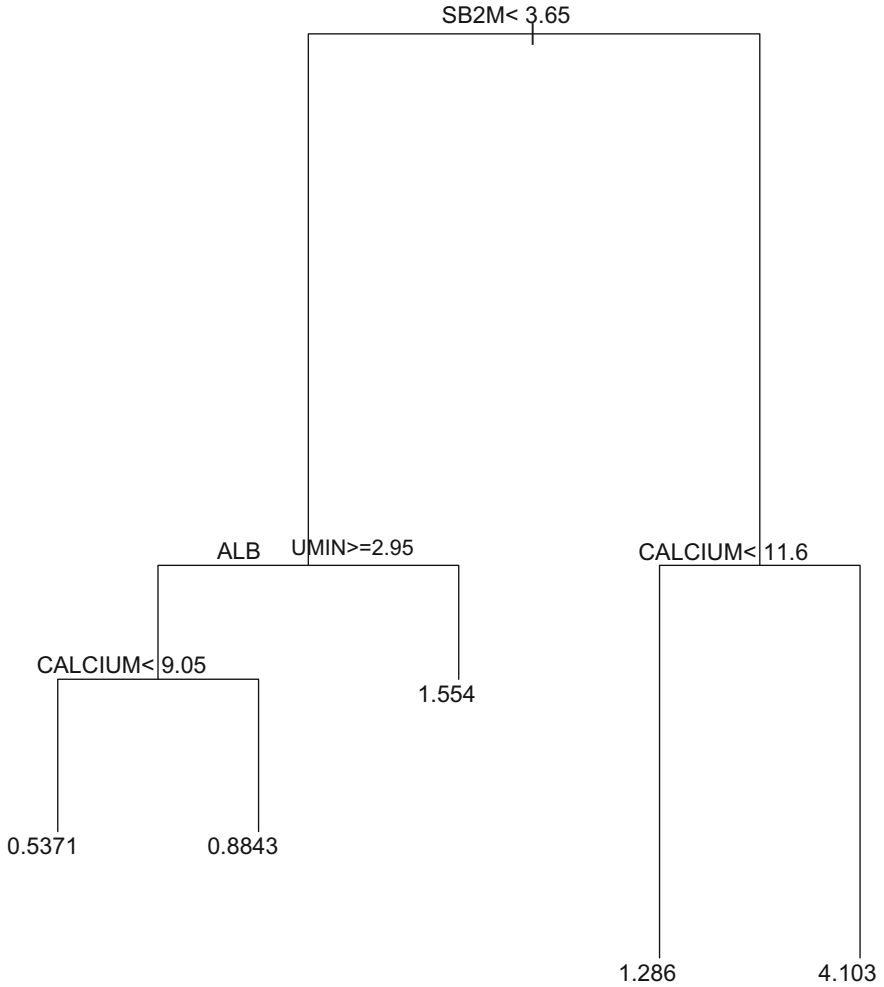 SB2M< 3.65
ALB UMIN>=2.95
CALCIUM< 11.6
CALCIUM< 9.05
1.554
0.5371
0.8843
1.286
4.103